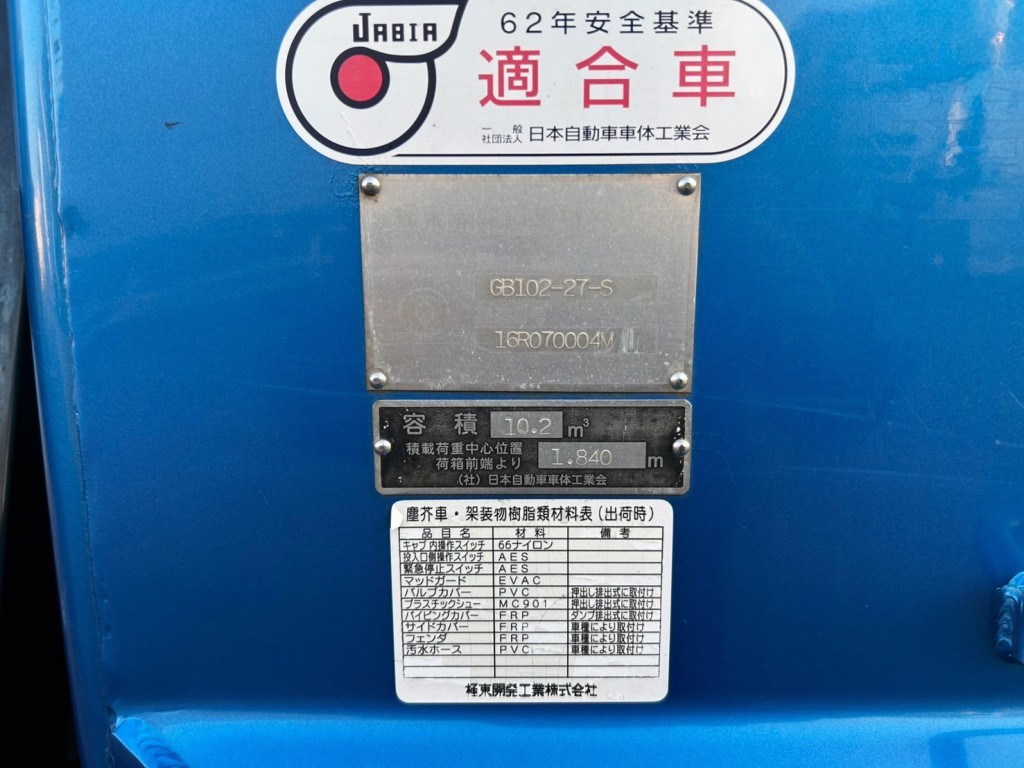 JABIA
62年安全基準
適合車
一般社団法人 日本自動車車体工業会
GB102-27-S
16R070004M
容積 10.2 m³
積載荷重中心位置
荷箱前端より 1.840 m
(社)日本自動車車体工業会
塵芥車・架装物樹脂類材料表(出荷時)
品目名 材料 備考
キャブ内操作スイッチ 66ナイロン
投入口側操作スイッチ AES
緊急停止スイッチ AES
マッドガード EVAC
バルブカバー PVC 押出し排出式に取付け
プラスチックシュー MC901 押出し排出式に取付け
パイピングカバー FRP ダンプ排出式に取付け
サイドカバー FRP 車種により取付け
フェンダ FRP 車種により取付け
汚水ホース PVC 車種により取付け
極東開発工業株式会社